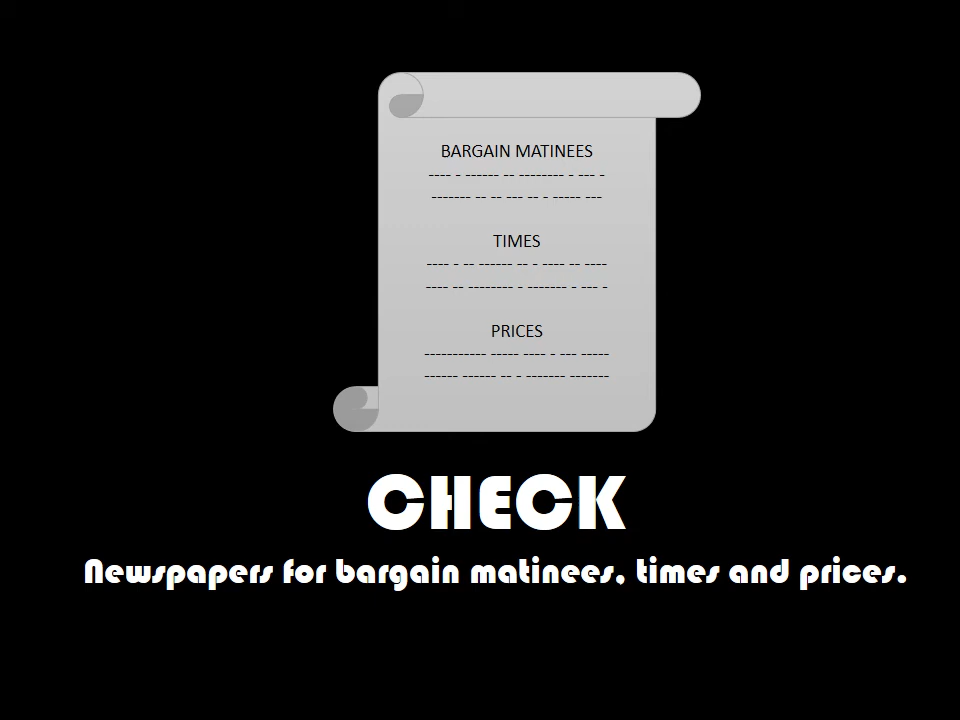 BARGAIN MATINEES
---- - ------ -- -------- - --- -
------- -- -- --- -- - ----- ---
TIMES
---- - -- ------ -- - ---- -- ----
---- -- -------- - ------- - --- -
PRICES
----------- ----- ---- - --- -----
------ ------ -- - ------- -------
CHECK
Newspapers for bargain matinees, times and prices.